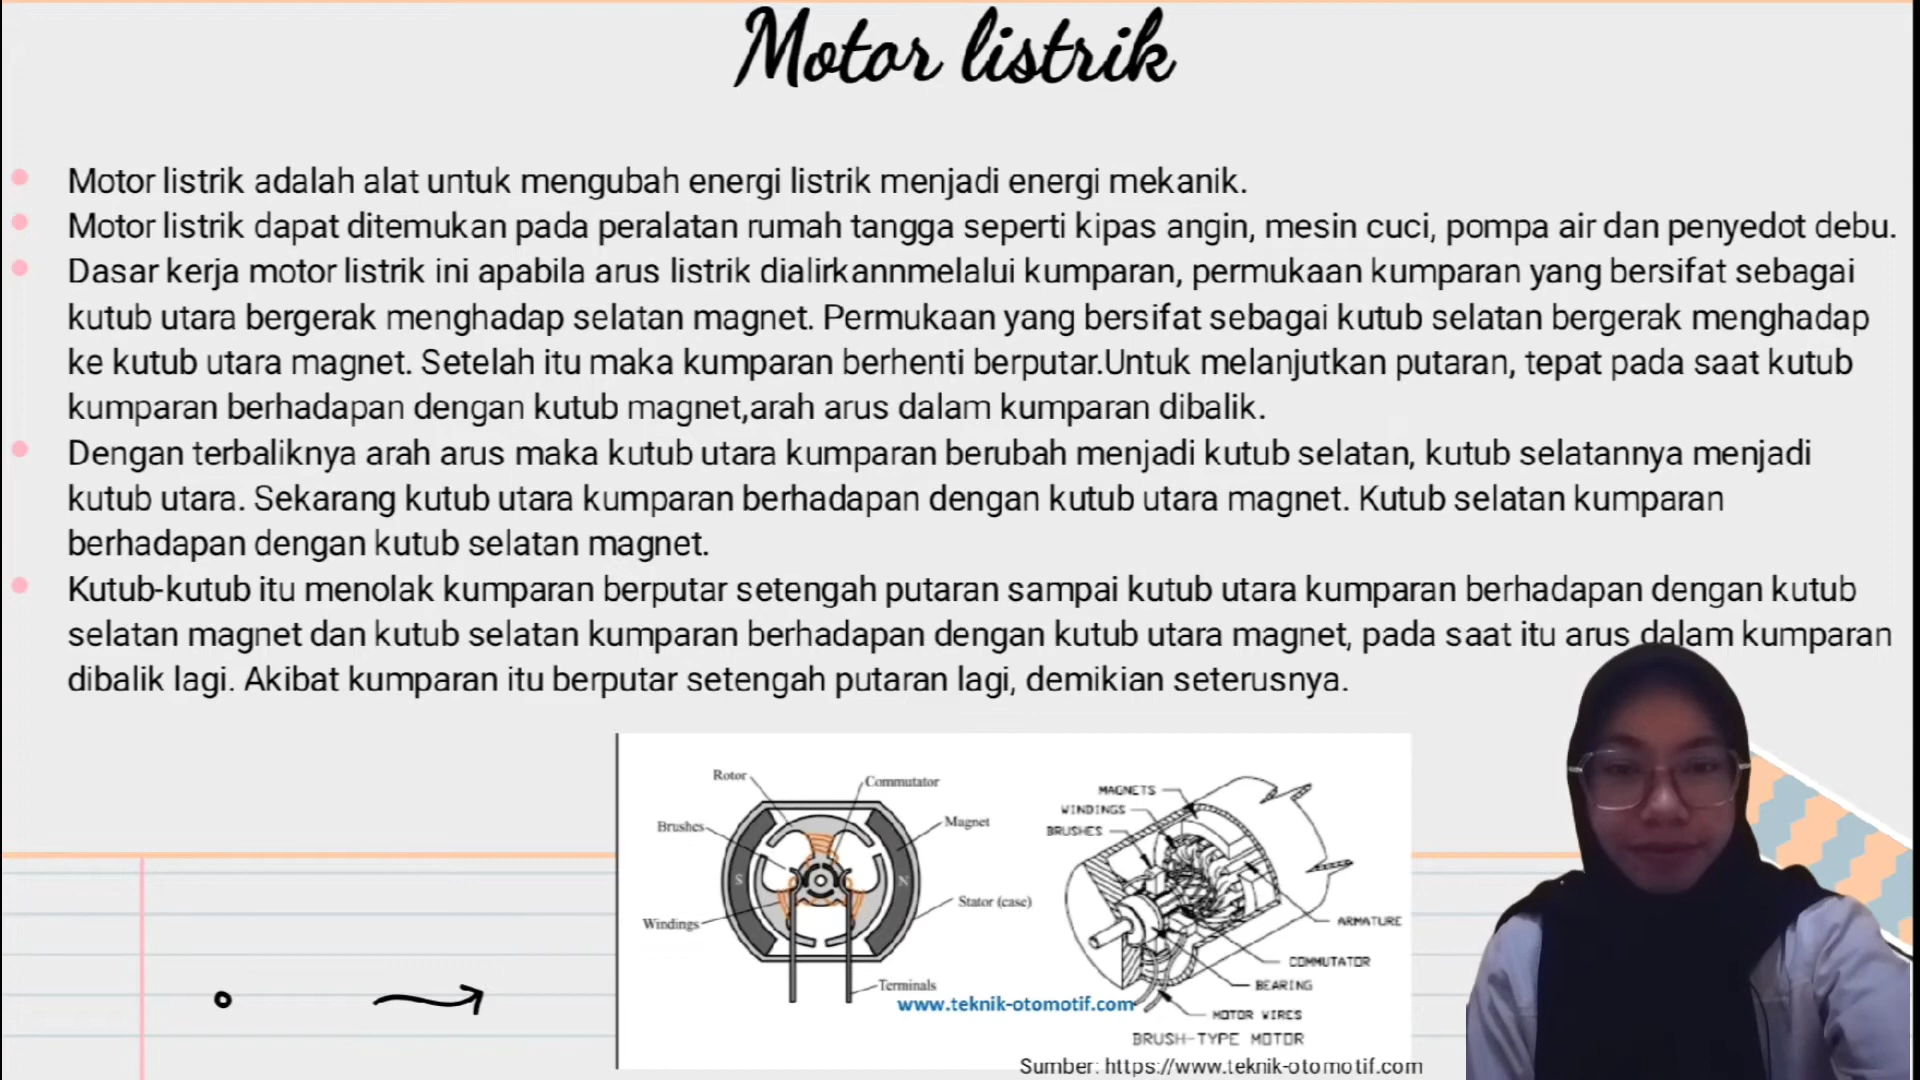 Motor listrik
Motor listrik adalah alat untuk mengubah energi listrik menjadi energi mekanik.
Motor listrik dapat ditemukan pada peralatan rumah tangga seperti kipas angin, mesin cuci, pompa air dan penyedot debu.
Dasar kerja motor listrik ini apabila arus listrik dialirkannmelalui kumparan, permukaan kumparan yang bersifat sebagai
kutub utara bergerak menghadap selatan magnet. Permukaan yang bersifat sebagai kutub selatan bergerak menghadap
ke kutub utara magnet. Setelah itu maka kumparan berhenti berputar.Untuk melanjutkan putaran, tepat pada saat kutub
kumparan berhadapan dengan kutub magnet,arah arus dalam kumparan dibalik.
Dengan terbaliknya arah arus maka kutub utara kumparan berubah menjadi kutub selatan, kutub selatannya menjadi
kutub utara. Sekarang kutub utara kumparan berhadapan dengan kutub utara magnet. Kutub selatan kumparan
berhadapan dengan kutub selatan magnet.
Kutub-kutub itu menolak kumparan berputar setengah putaran sampai kutub utara kumparan berhadapan dengan kutub
selatan magnet dan kutub selatan kumparan berhadapan dengan kutub utara magnet, pada saat itu arus dalam kumparan
dibalik lagi. Akibat kumparan itu berputar setengah putaran lagi, demikian seterusnya.
Rotor
Commutator
Brushes
Magnet
S
N
Stator (case)
Windings
Terminals
www.teknik-otomotif.com
MAGNETS
WINDINGS
BRUSHES
ARMATURE
COMMUTATOR
BEARING
MOTOR WIRES
BRUSH-TYPE MOTOR
Sumber: https://www.teknik-otomotif.com